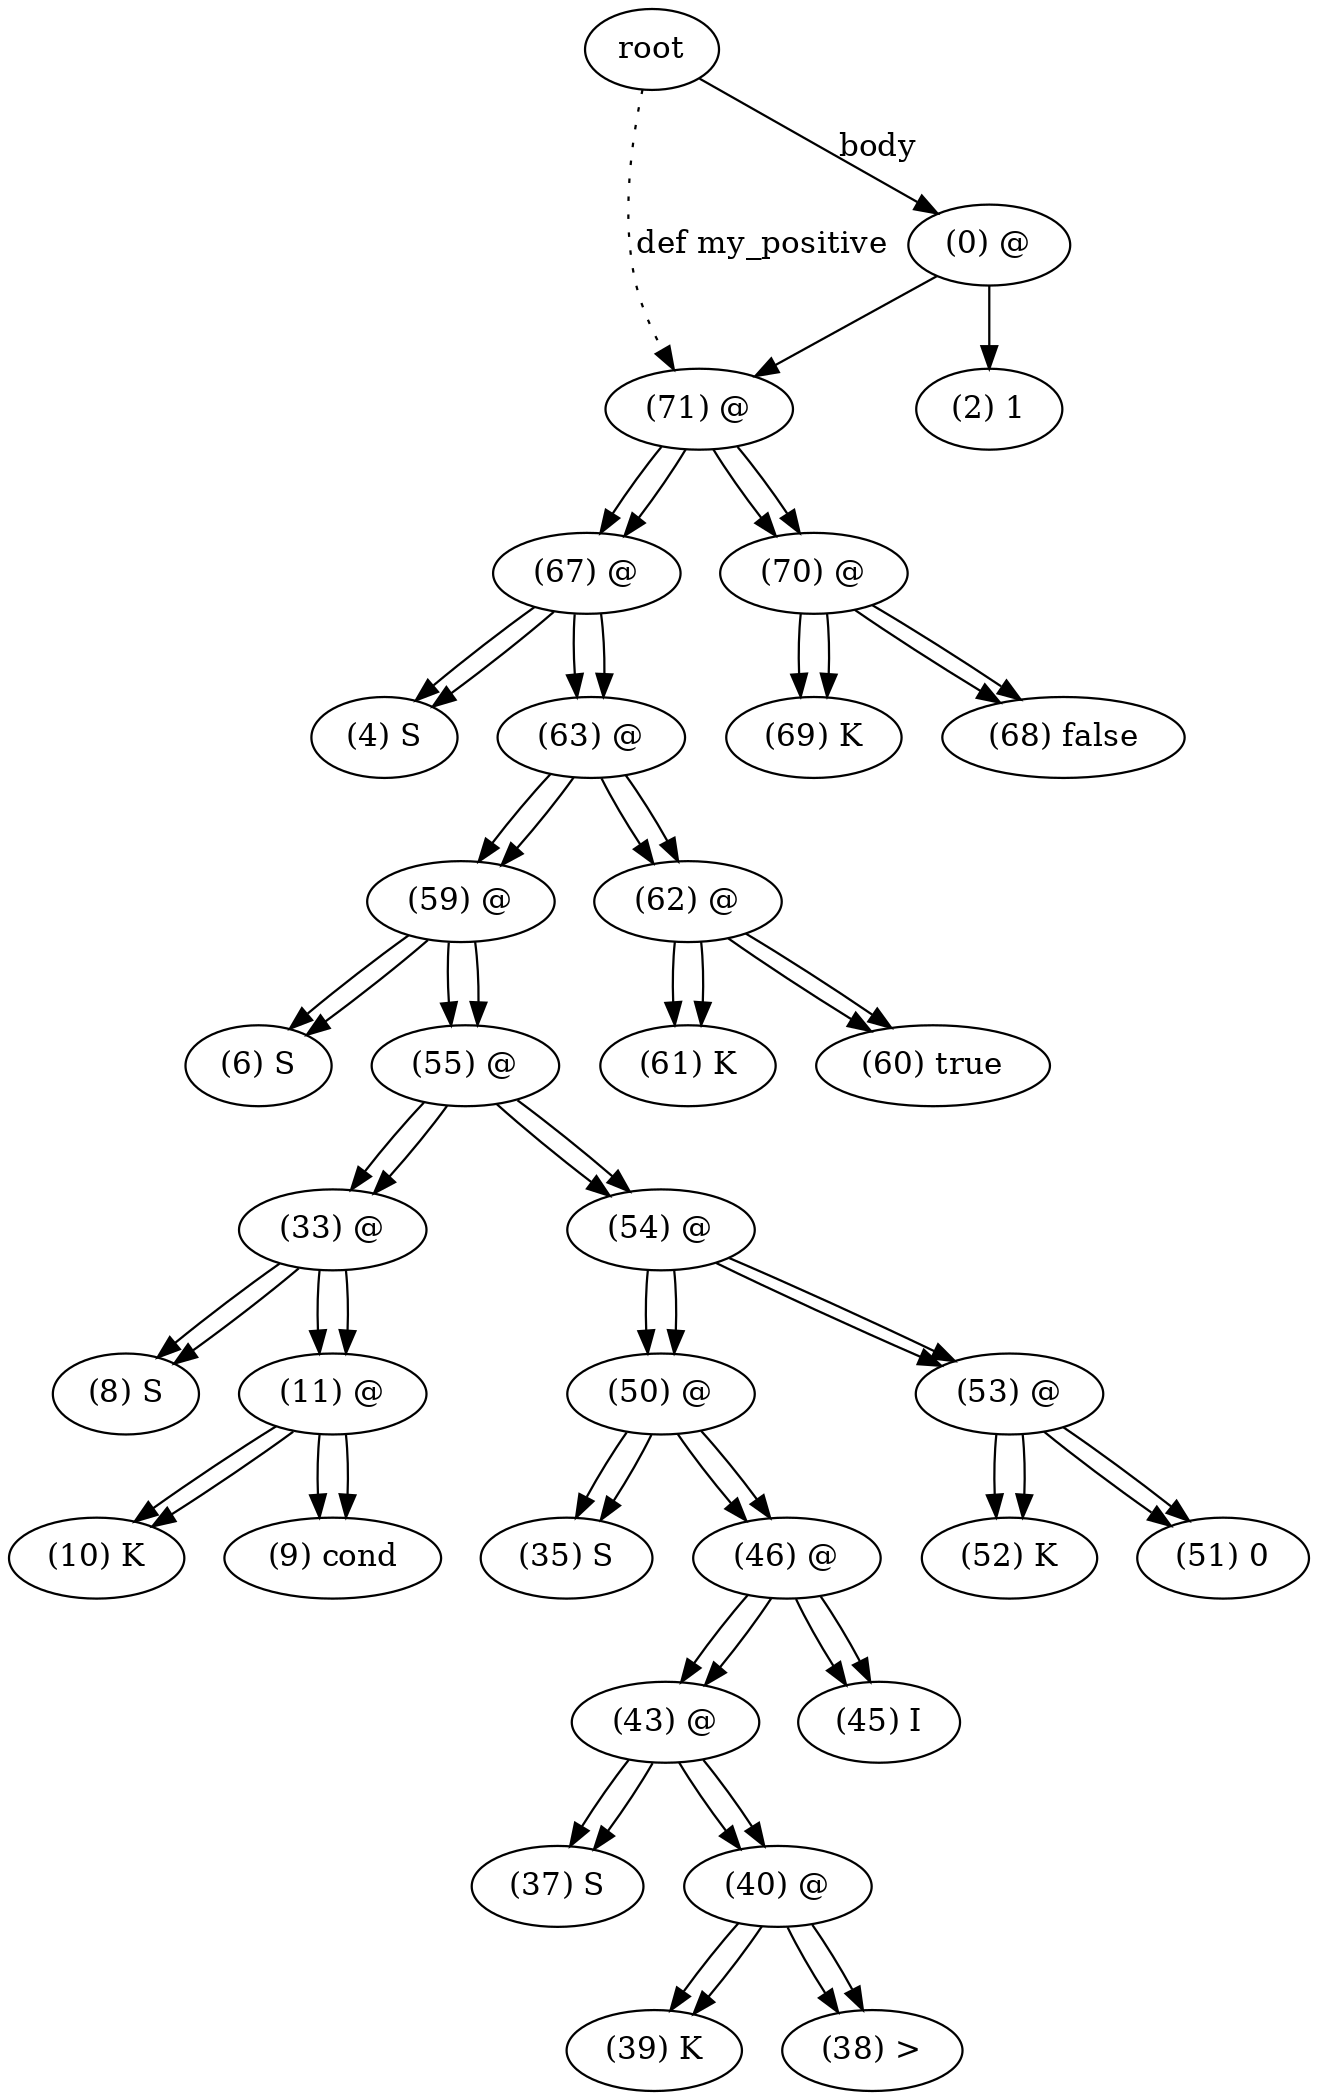 root
body
def my_positive
(0) @
(71) @
(2) 1
(67) @
(70) @
(4) S
(63) @
(69) K
(68) false
(59) @
(62) @
(6) S
(55) @
(61) K
(60) true
(33) @
(54) @
(8) S
(11) @
(50) @
(53) @
(10) K
(9) cond
(35) S
(46) @
(52) K
(51) 0
(43) @
(45) I
(37) S
(40) @
(39) K
(38) >